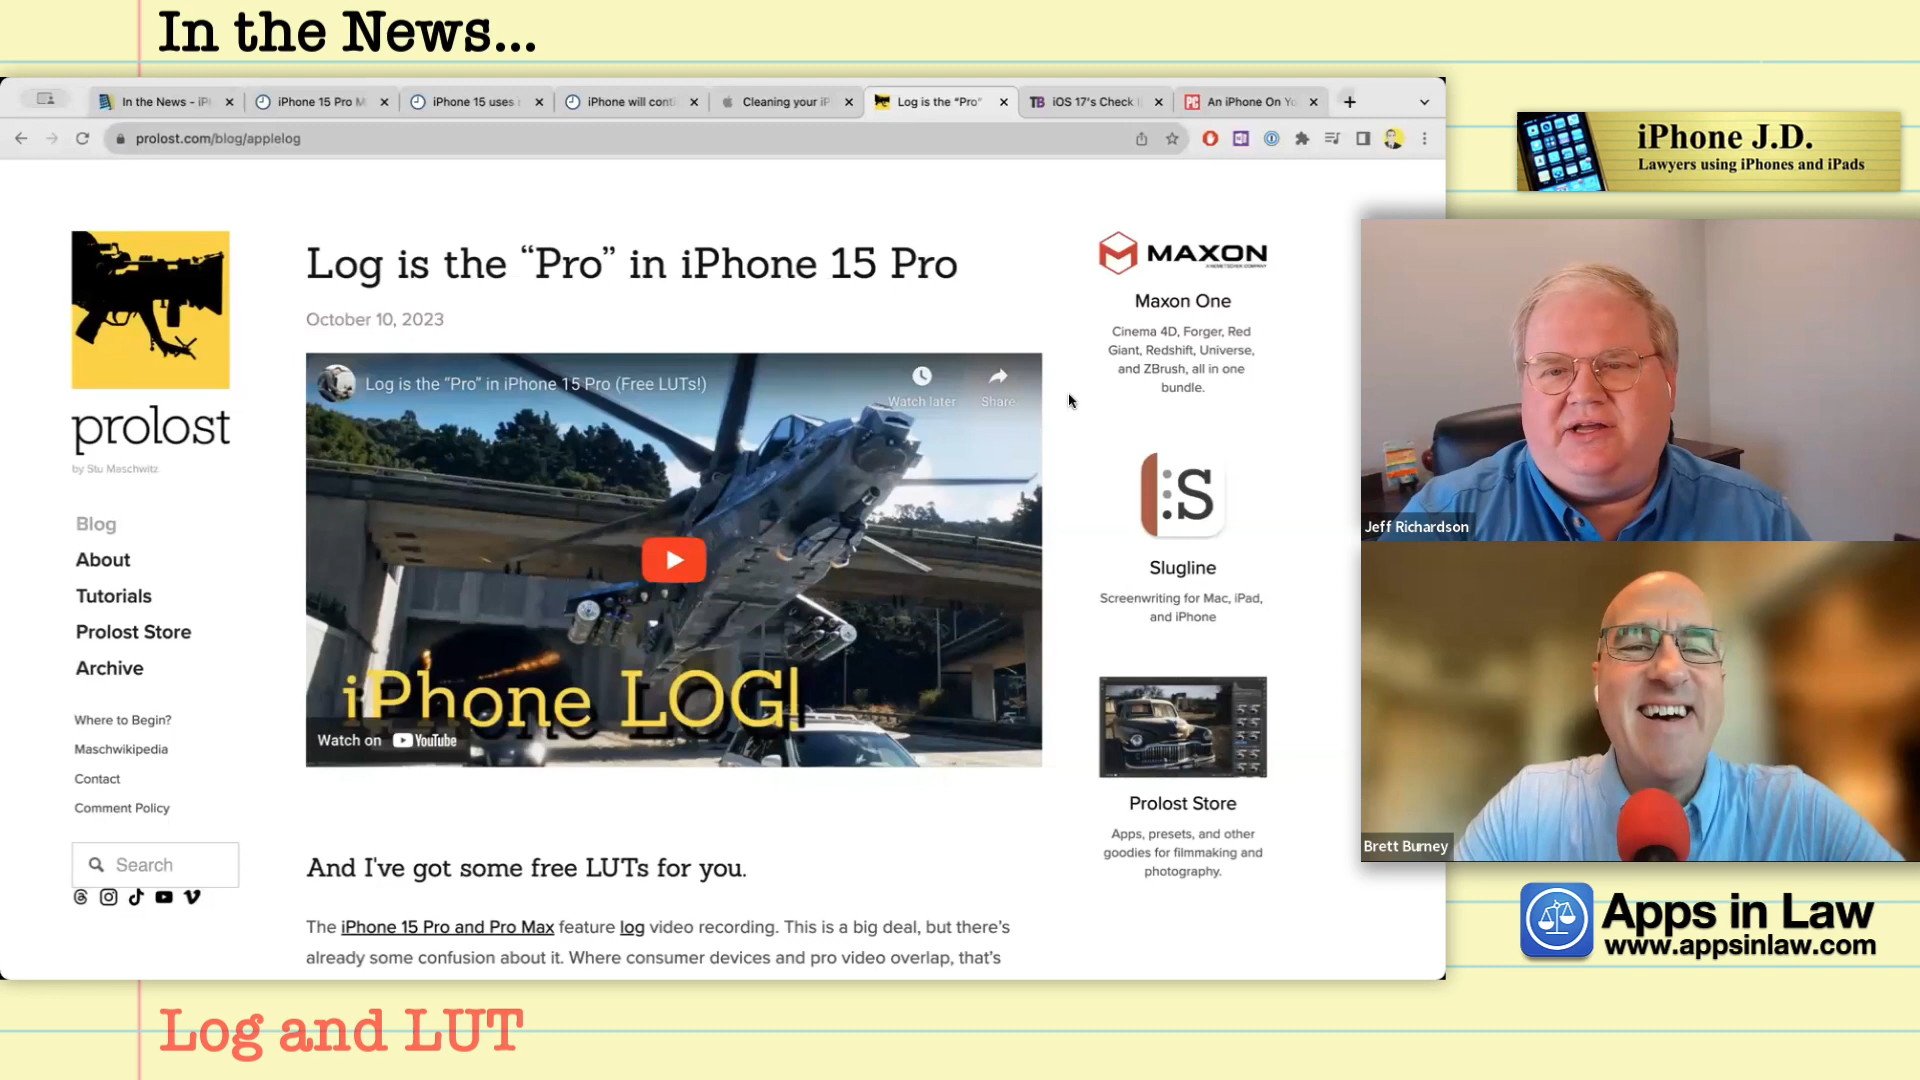 In the News...
In the News - iPl
iPhone 15 Pro M
iPhone 15 uses
iPhone will cont
Cleaning your iP
Log is the “Pro”
iOS 17's Check
An iPhone On Yo
prolost.com/blog/applelog
iPhone J.D.
Lawyers using iPhones and iPads
Log is the “Pro” in iPhone 15 Pro
October 10, 2023
Log is the “Pro” in iPhone 15 Pro (Free LUTs!)
Watch later
Share
iPhone LOG!
Watch on YouTube
prolost
by Stu Maschwitz
Blog
About
Tutorials
Prolost Store
Archive
Where to Begin?
Maschwikipedia
Contact
Comment Policy
Search
MAXON
Maxon One
Cinema 4D, Forger, Red
Giant, Redshift, Universe,
and ZBrush, all in one
bundle.
:S
Slugline
Screenwriting for Mac, iPad,
and iPhone
Prolost Store
Apps, presets, and other
goodies for filmmaking and
photography.
And I've got some free LUTs for you.
The iPhone 15 Pro and Pro Max feature log video recording. This is a big deal, but there's
already some confusion about it. Where consumer devices and pro video overlap, that's
Jeff Richardson
Brett Burney
Apps in Law
www.appsinlaw.com
Log and LUT